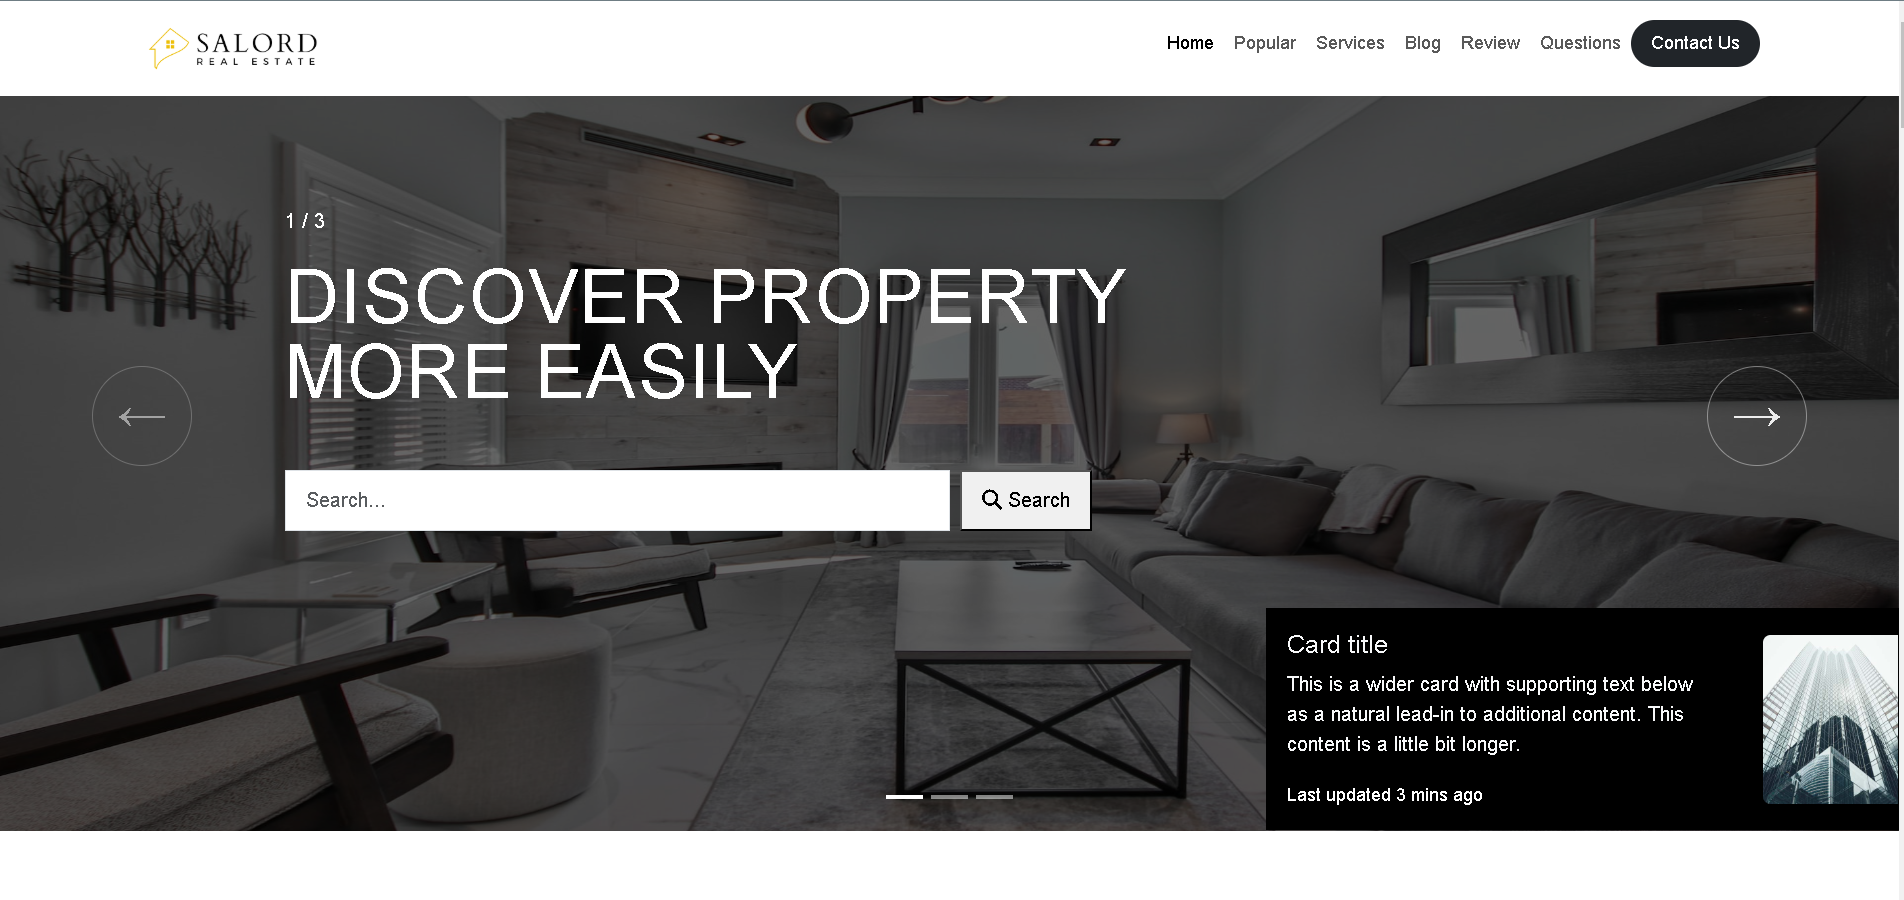 SALORD
REAL ESTATE
Home Popular Services Blog Review Questions Contact Us
1 / 3
DISCOVER PROPERTY
MORE EASILY
Search...
Search
Card title
This is a wider card with supporting text below
as a natural lead-in to additional content. This
content is a little bit longer.
Last updated 3 mins ago